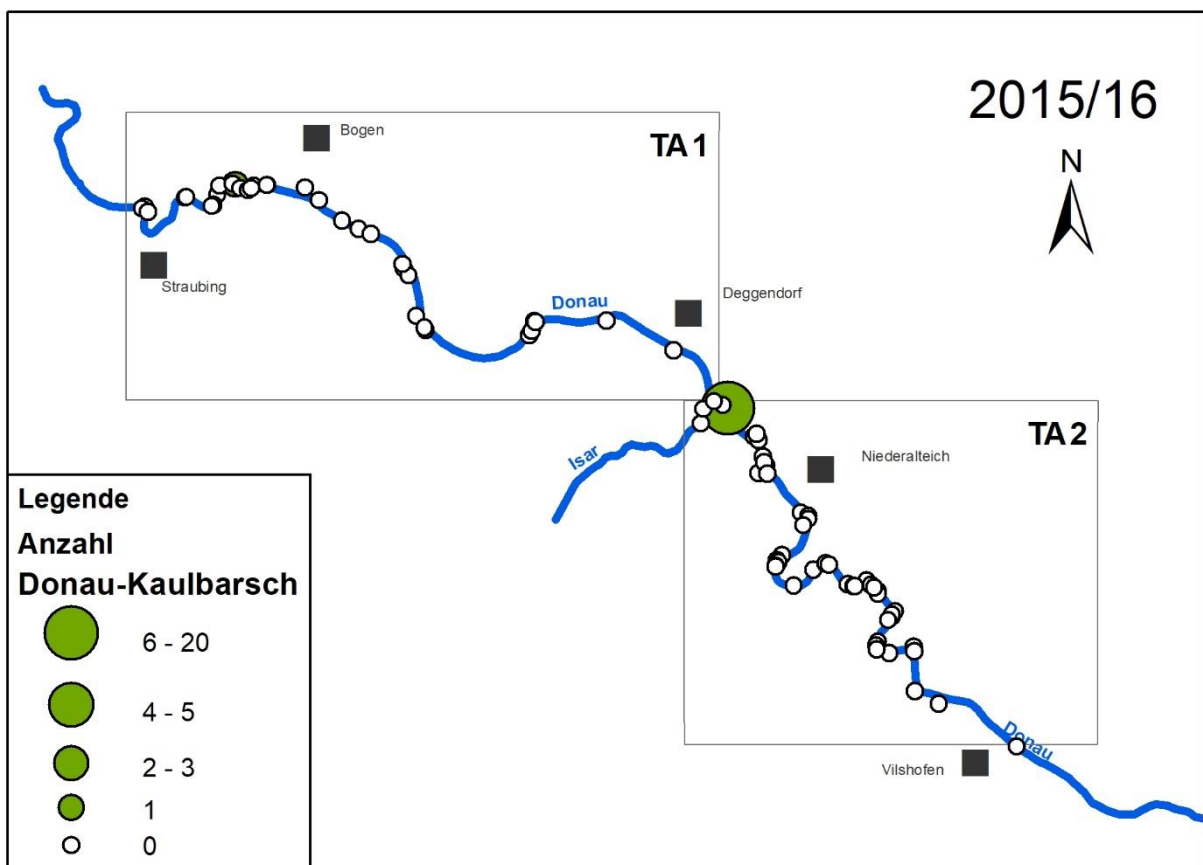 2015/16
N
Bogen
TA 1
Straubing
Donau
Deggendorf
Isar
TA 2
Niederalteich
Donau
Vilshofen
Legende
Anzahl
Donau-Kaulbarsch
6 - 20
4 - 5
2 - 3
1
0